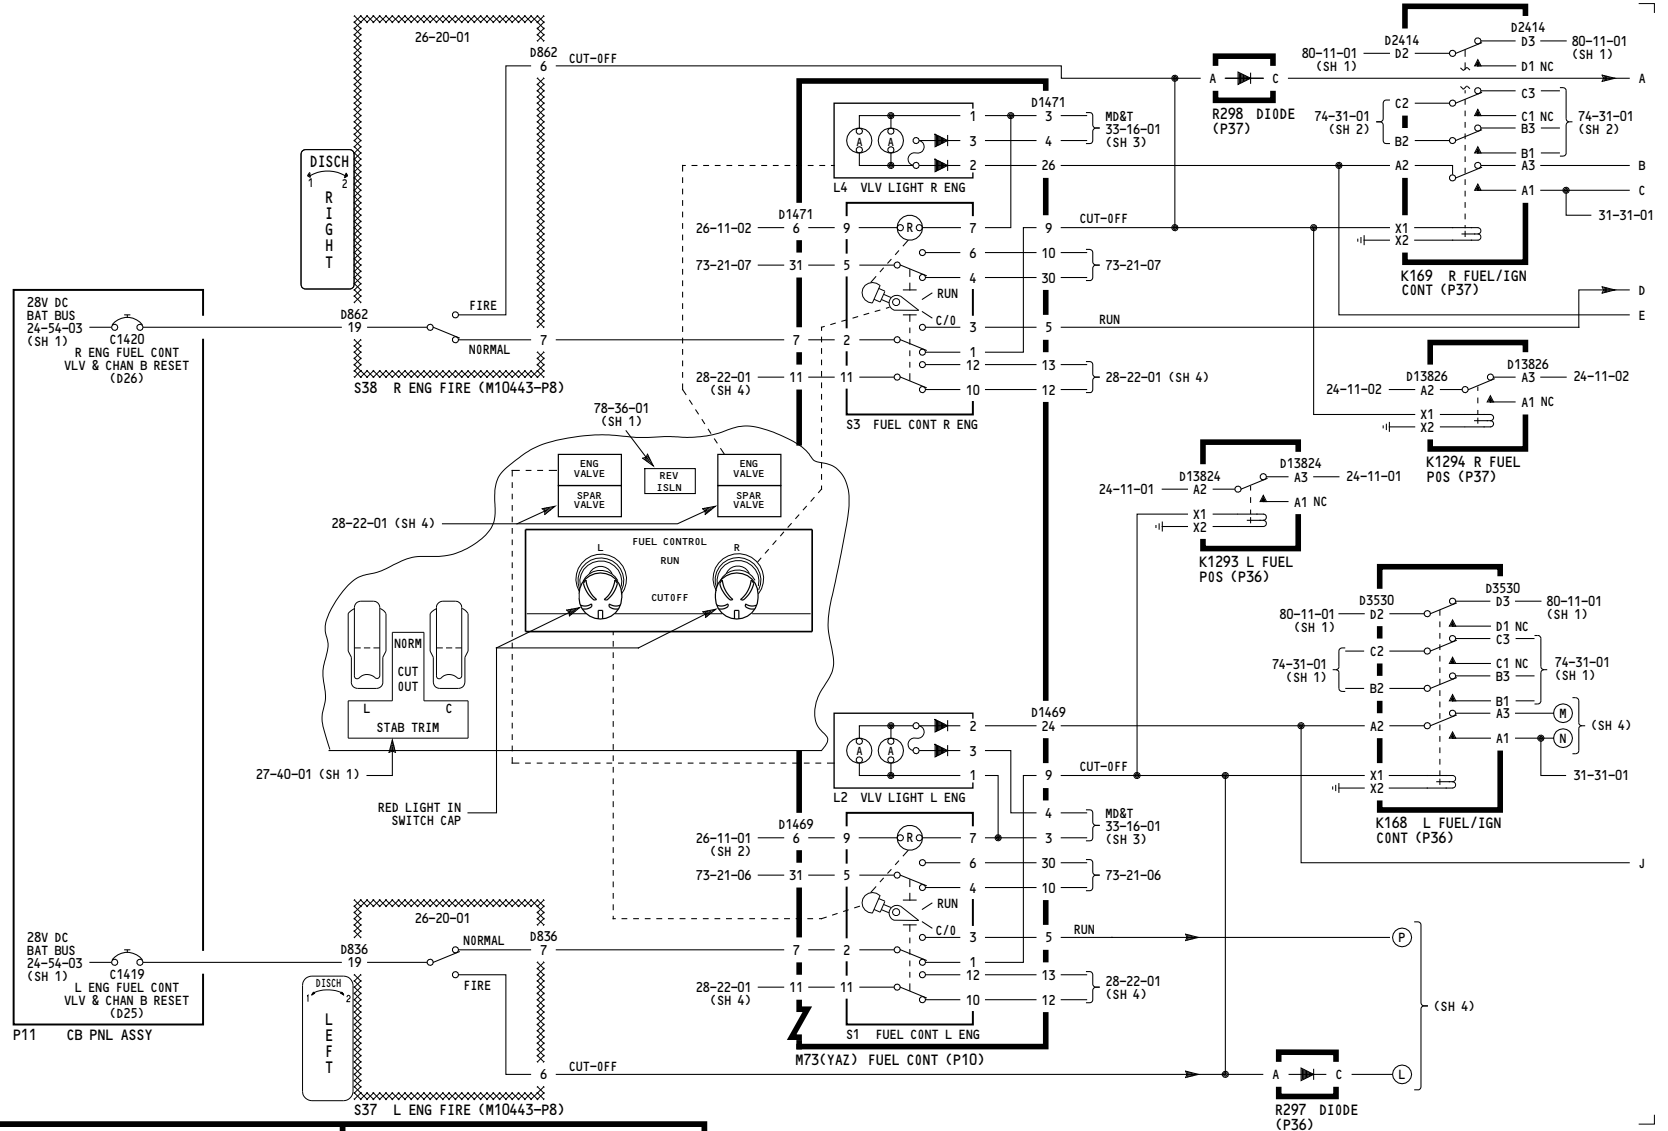 26-20-01
D862
6 CUT-OFF
DISCH
1 2
R
I
G
H
T
28V DC
BAT BUS
24-54-03
(SH 1)
C1420
R ENG FUEL CONT
VLV & CHAN B RESET
(D26)
D862
19
FIRE
NORMAL
7
S38 R ENG FIRE (M10443-P8)
D1471
A A
1 3
3 4
2 26
MD&T
33-16-01
(SH 3)
L4 VLV LIGHT R ENG
D1471
26-11-02 6 9 R 7 9 CUT-OFF
73-21-07 31 5
6 10
4 30
73-21-07
RUN
C/O
3 5 RUN
7 2
1
12 13
28-22-01
(SH 4)
11 11
10 12
28-22-01 (SH 4)
S3 FUEL CONT R ENG
A C
R298 DIODE
(P37)
D2414
D2414
80-11-01
(SH 1)
D2
D3
80-11-01
(SH 1)
D1 NC
A
74-31-01
(SH 2)
C2
B2
C3
C1 NC
B3
B1
74-31-01
(SH 2)
A2
A3 B
A1 C
31-31-01
X1
X2
K169 R FUEL/IGN
CONT (P37)
D
E
D13826
D13826
24-11-02 A2
A3 24-11-02
A1 NC
X1
X2
K1294 R FUEL
POS (P37)
D13824
D13824
24-11-01 A2
A3 24-11-01
A1 NC
X1
X2
K1293 L FUEL
POS (P36)
78-36-01
(SH 1)
ENG
VALVE
SPAR
VALVE
REV
ISLN
ENG
VALVE
SPAR
VALVE
28-22-01 (SH 4)
FUEL CONTROL
L
R
RUN
CUTOFF
NORM
CUT
OUT
L C
STAB TRIM
27-40-01 (SH 1)
RED LIGHT IN
SWITCH CAP
D1469
A A
2 24
3
1
9 CUT-OFF
L2 VLV LIGHT L ENG
4
3
MD&T
33-16-01
(SH 3)
D1469
26-11-01
(SH 2)
6 9 R 7
73-21-06 31 5
6 30
4 10
73-21-06
RUN
C/O
3 5 RUN
P
7 2
1
12 13
28-22-01
(SH 4)
11 11
10 12
28-22-01
(SH 4)
S1 FUEL CONT L ENG
M73(YAZ) FUEL CONT (P10)
D3530
D3530
80-11-01
(SH 1)
D2
D3
80-11-01
(SH 1)
D1 NC
74-31-01
(SH 1)
C2
B2
C3
C1 NC
B3
B1
74-31-01
(SH 1)
A2
A3 M
A1 N
(SH 4)
31-31-01
X1
X2
K168 L FUEL/IGN
CONT (P36)
J
(SH 4)
26-20-01
28V DC
BAT BUS
24-54-03
(SH 1)
C1419
L ENG FUEL CONT
VLV & CHAN B RESET
(D25)
D836
19
NORMAL
FIRE
D836
7
P11 CB PNL ASSY
DISCH
1 2
L
E
F
T
6 CUT-OFF
S37 L ENG FIRE (M10443-P8)
A C L
R297 DIODE
(P36)